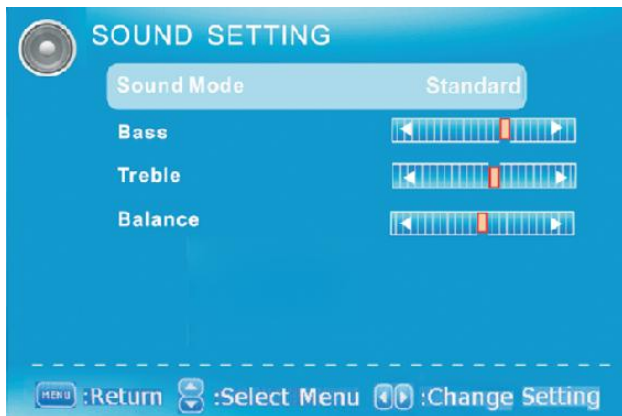 SOUND SETTING
Sound Mode Standard
Bass
Treble
Balance
MENU :Return :Select Menu :Change Setting